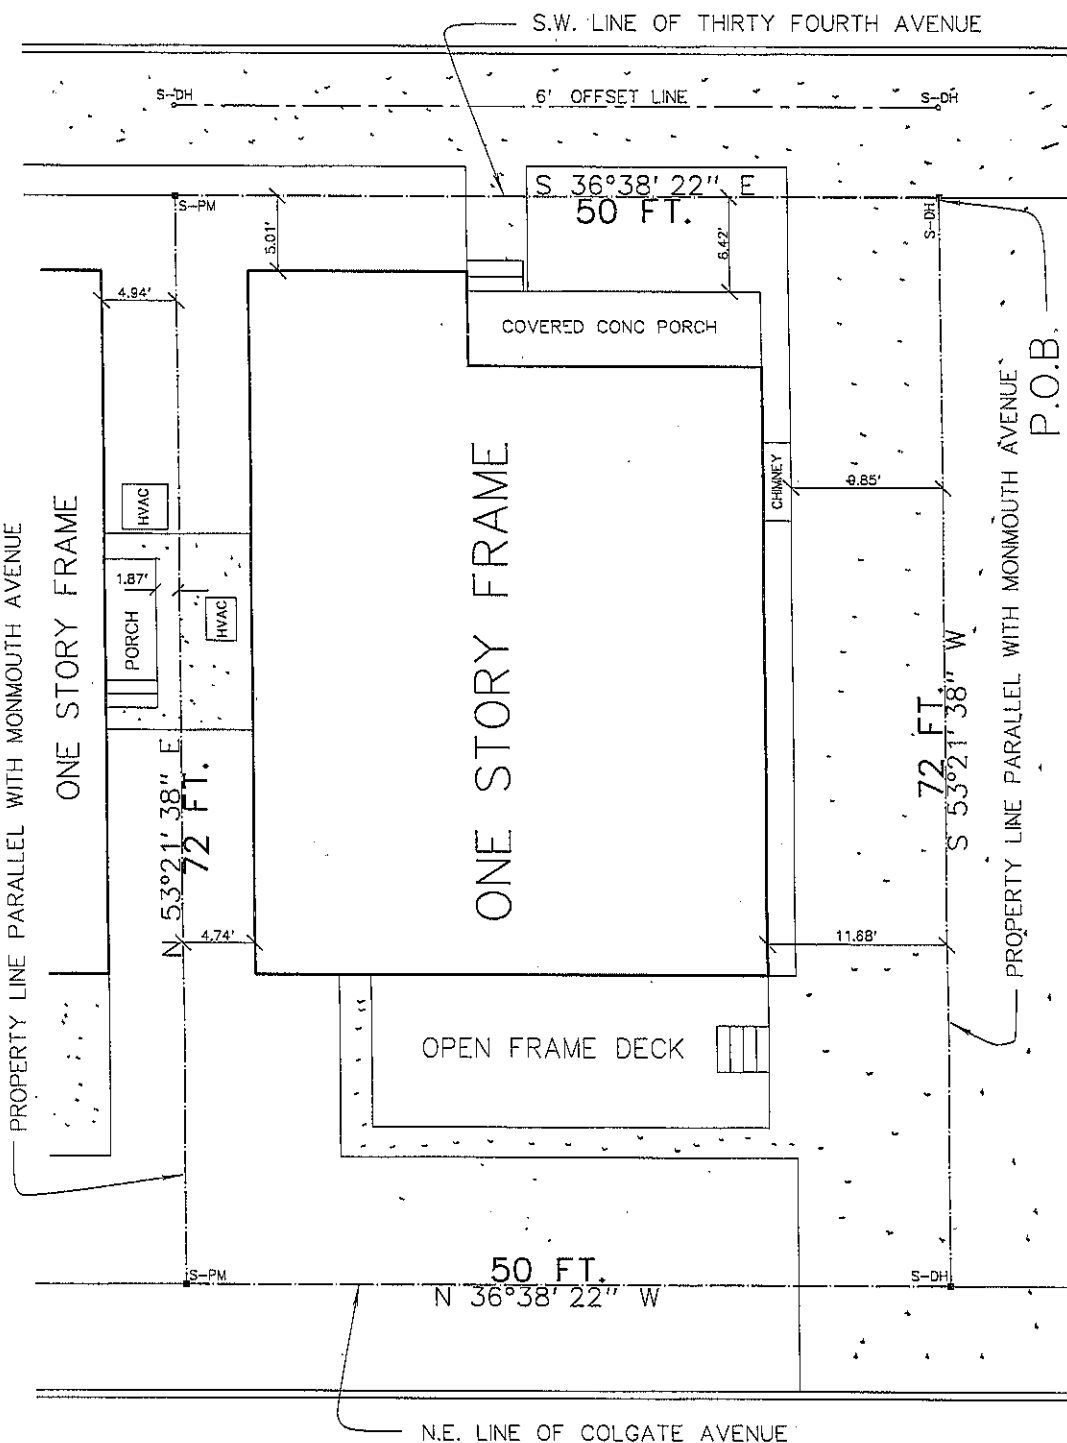 S.W. LINE OF THIRTY FOURTH AVENUE
S-DH
6' OFFSET LINE
S-DH
S 36°38' 22" E
50 FT.
S-PM
S-DH
5.01'
6.42'
4.94'
COVERED CONC PORCH
P.O.B.
CHIMNEY
9.85'
HVAC
1.87'
HVAC
PORCH
ONE STORY FRAME
ONE STORY FRAME
PROPERTY LINE PARALLEL WITH MONMOUTH AVENUE
PROPERTY LINE PARALLEL WITH MONMOUTH AVENUE
N 53°21' 38" E
72 FT.
72 FT.
S 53°21' 38" W
4.74'
11.68'
OPEN FRAME DECK
S-PM
50 FT.
N 36°38' 22" W
S-DH
N.E. LINE OF COLGATE AVENUE